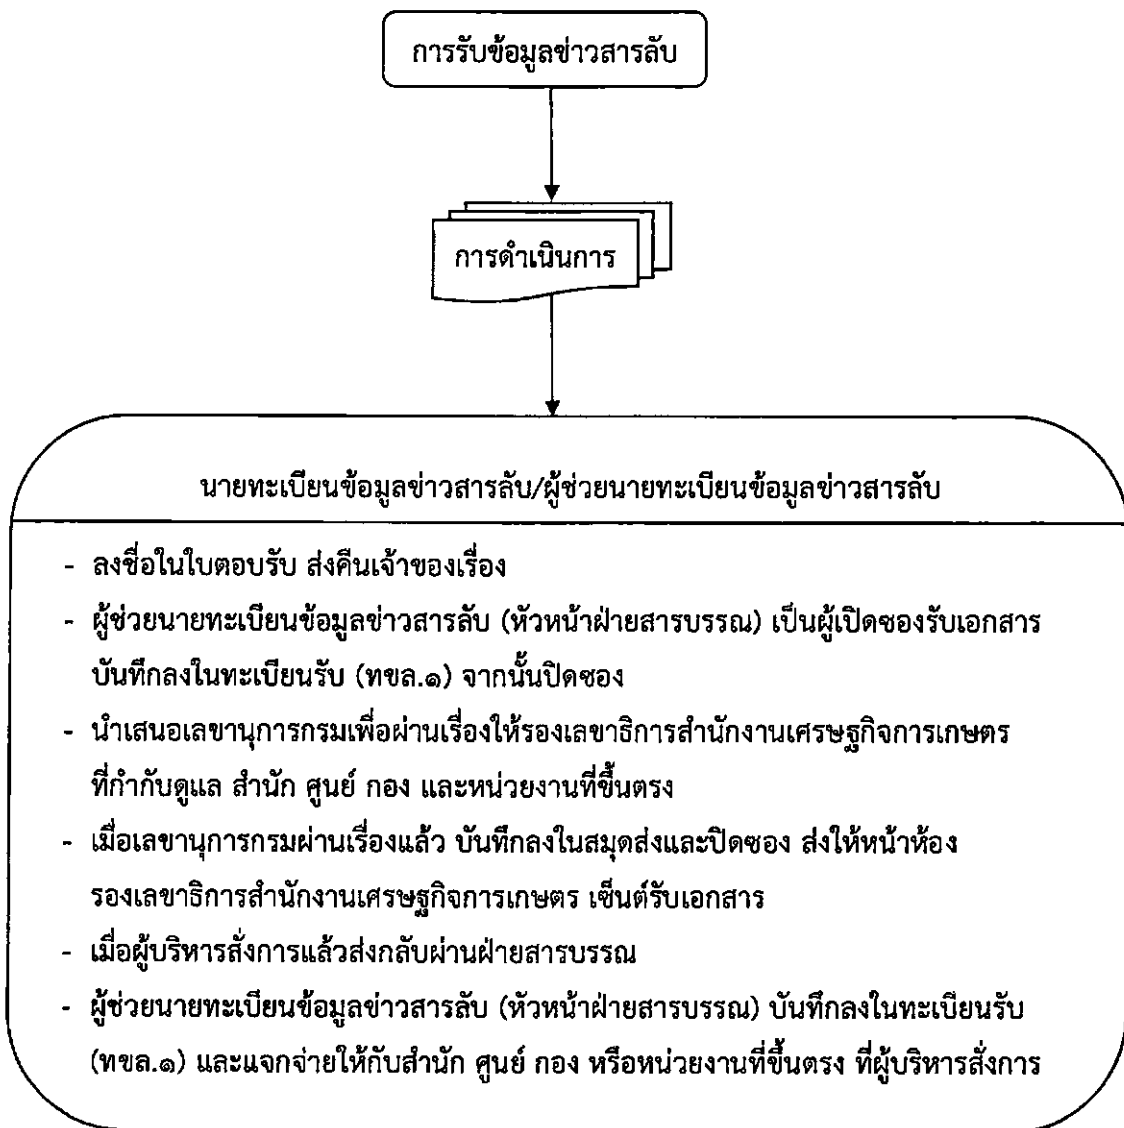 การรับข้อมูลข่าวสารลับ
การดำเนินการ
นายทะเบียนข้อมูลข่าวสารลับ/ผู้ช่วยนายทะเบียนข้อมูลข่าวสารลับ
- ลงชื่อในใบตอบรับ ส่งคืนเจ้าของเรื่อง
- ผู้ช่วยนายทะเบียนข้อมูลข่าวสารลับ (หัวหน้าฝ่ายสารบรรณ) เป็นผู้เปิดซองรับเอกสาร
บันทึกลงในทะเบียนรับ (ทขล.๑) จากนั้นปิดซอง
- นำเสนอเลขานุการกรมเพื่อผ่านเรื่องให้รองเลขาธิการสำนักงานเศรษฐกิจการเกษตร
ที่กำกับดูแล สำนัก ศูนย์ กอง และหน่วยงานที่ขึ้นตรง
- เมื่อเลขานุการกรมผ่านเรื่องแล้ว บันทึกลงในสมุดส่งและปิดซอง ส่งให้หน้าห้อง
รองเลขาธิการสำนักงานเศรษฐกิจการเกษตร เซ็นต์รับเอกสาร
- เมื่อผู้บริหารสั่งการแล้วส่งกลับผ่านฝ่ายสารบรรณ
- ผู้ช่วยนายทะเบียนข้อมูลข่าวสารลับ (หัวหน้าฝ่ายสารบรรณ) บันทึกลงในทะเบียนรับ
(ทขล.๑) และแจกจ่ายให้กับสำนัก ศูนย์ กอง หรือหน่วยงานที่ขึ้นตรง ที่ผู้บริหารสั่งการ